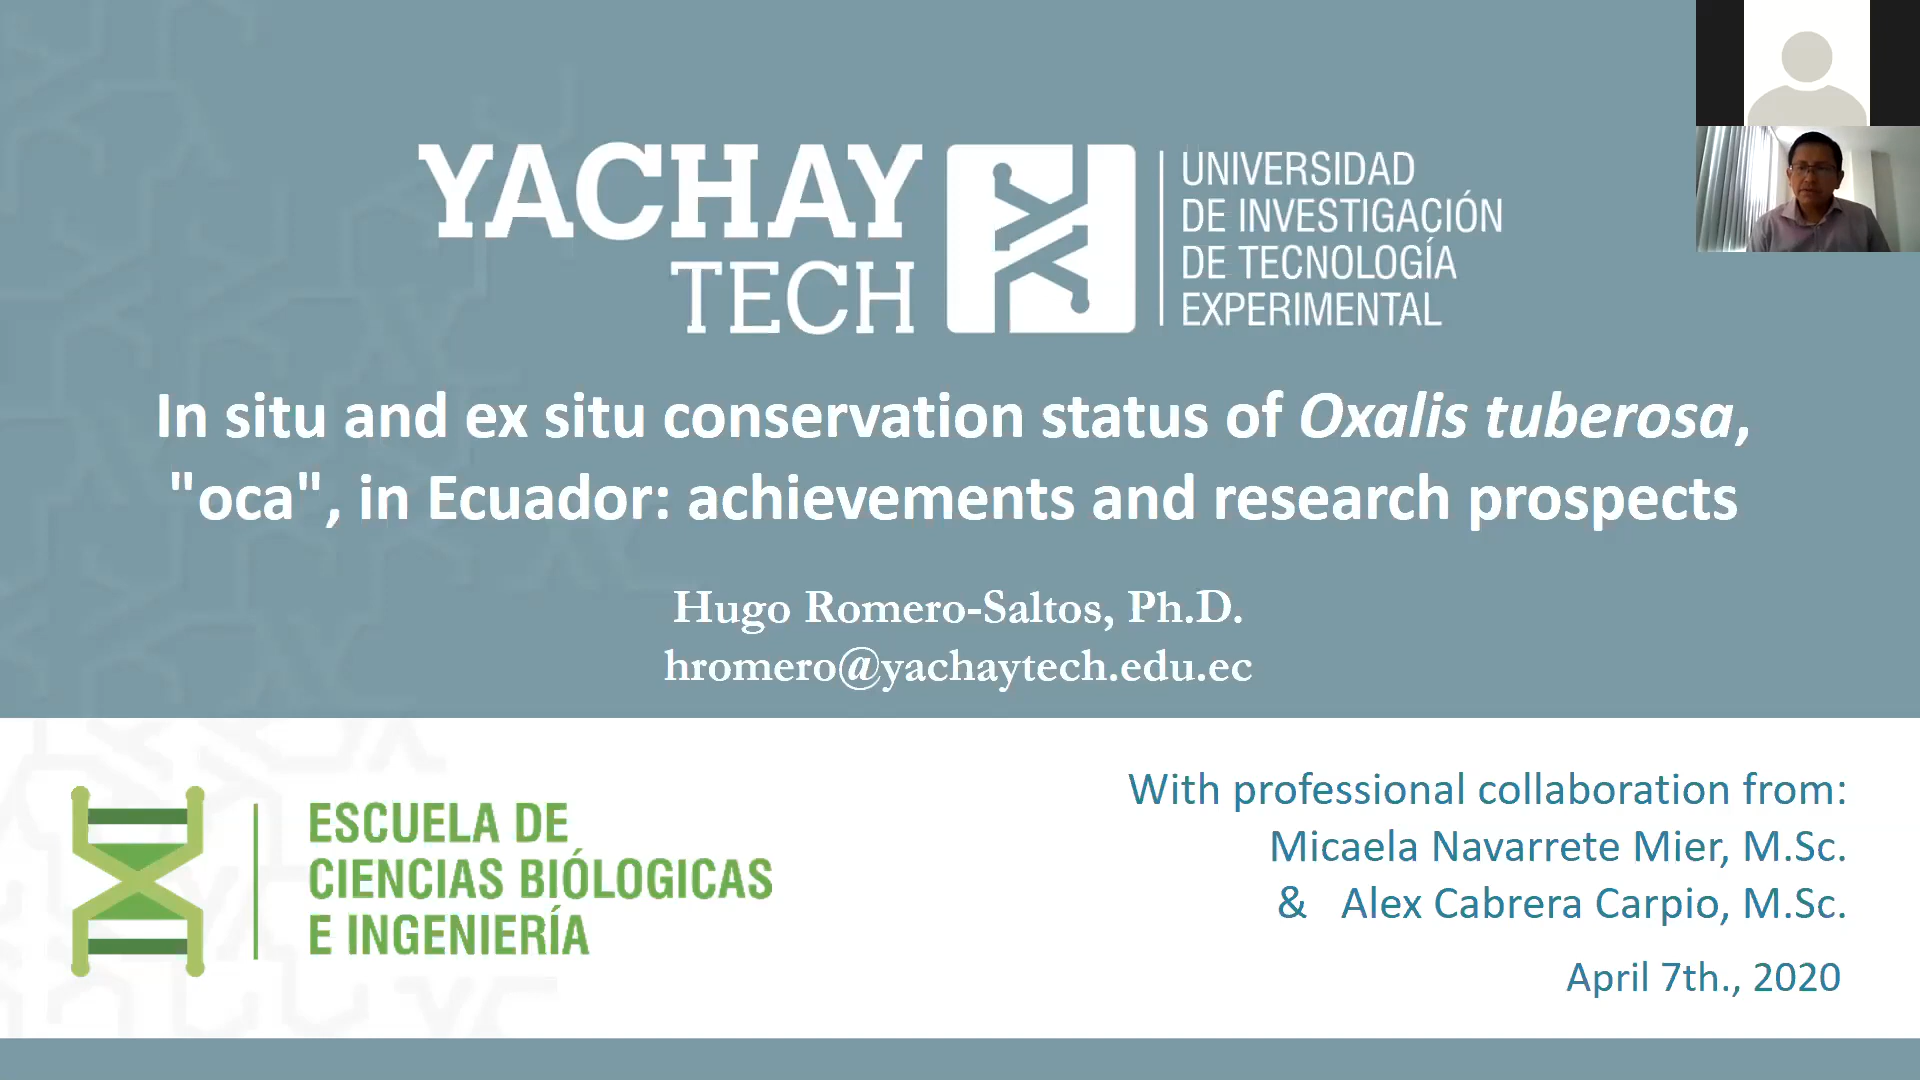 YACHAY
TECH
UNIVERSIDAD
DE INVESTIGACIÓN
DE TECNOLOGÍA
EXPERIMENTAL
In situ and ex situ conservation status of Oxalis tuberosa,
"oca", in Ecuador: achievements and research prospects
Hugo Romero-Saltos, Ph.D.
hromero@yachaytech.edu.ec
ESCUELA DE
CIENCIAS BIÓLOGICAS
E INGENIERÍA
With professional collaboration from:
Micaela Navarrete Mier, M.Sc.
& Alex Cabrera Carpio, M.Sc.
April 7th., 2020